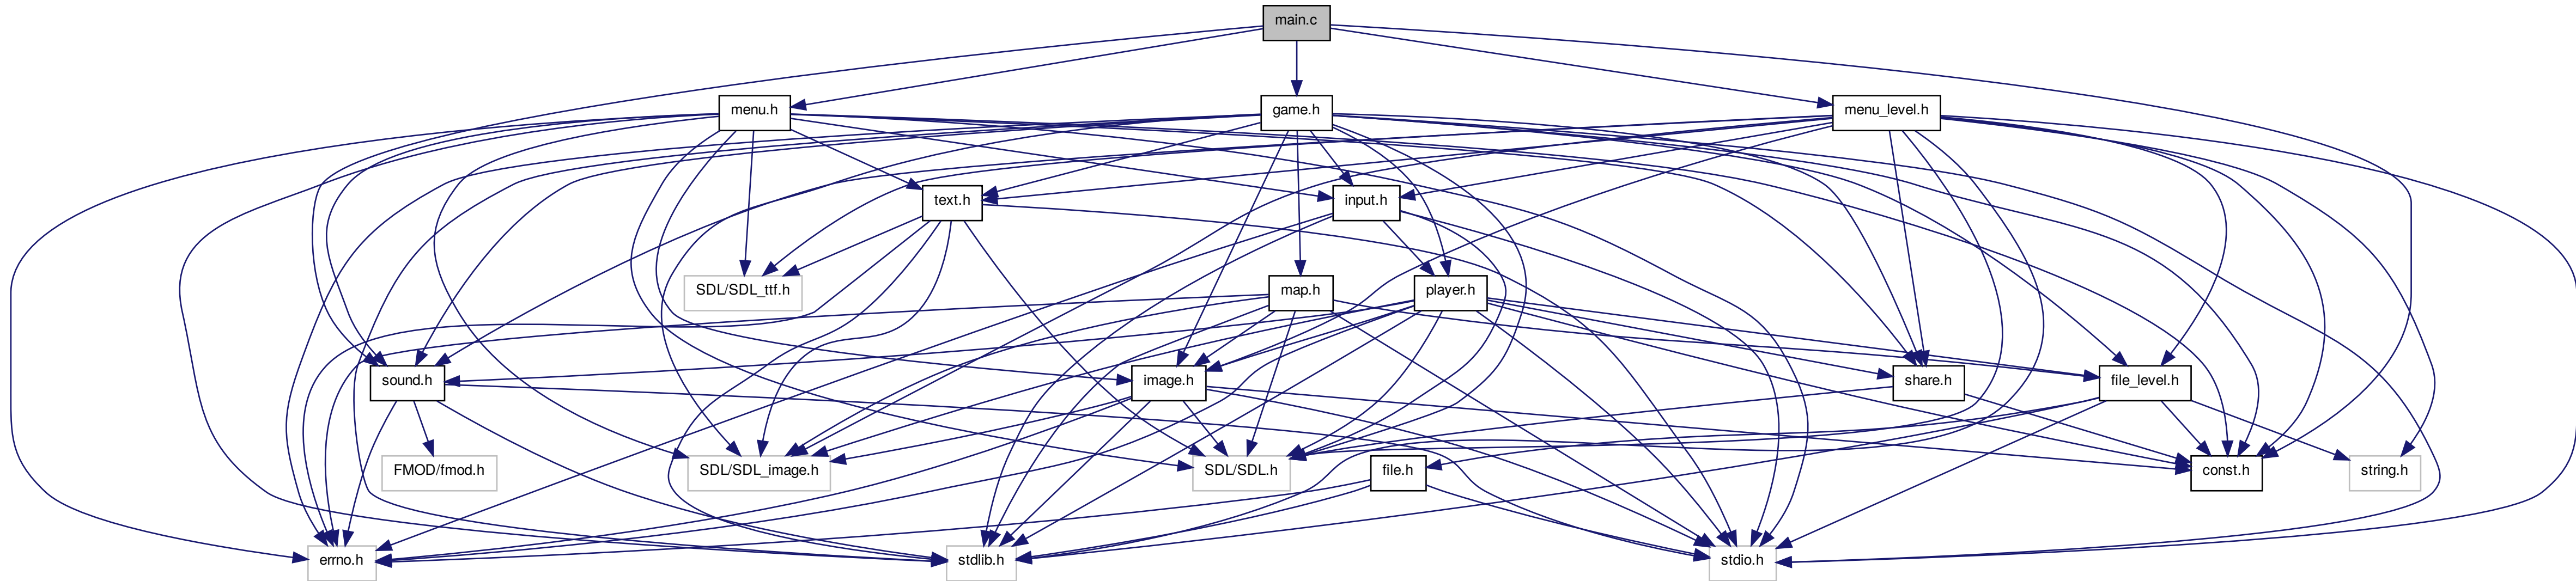 main.c
menu.h
game.h
menu_level.h
text.h
input.h
SDL/SDL_ttf.h
map.h
player.h
sound.h
image.h
share.h
file_level.h
FMOD/fmod.h
SDL/SDL_image.h
SDL/SDL.h
file.h
const.h
string.h
errno.h
stdlib.h
stdio.h